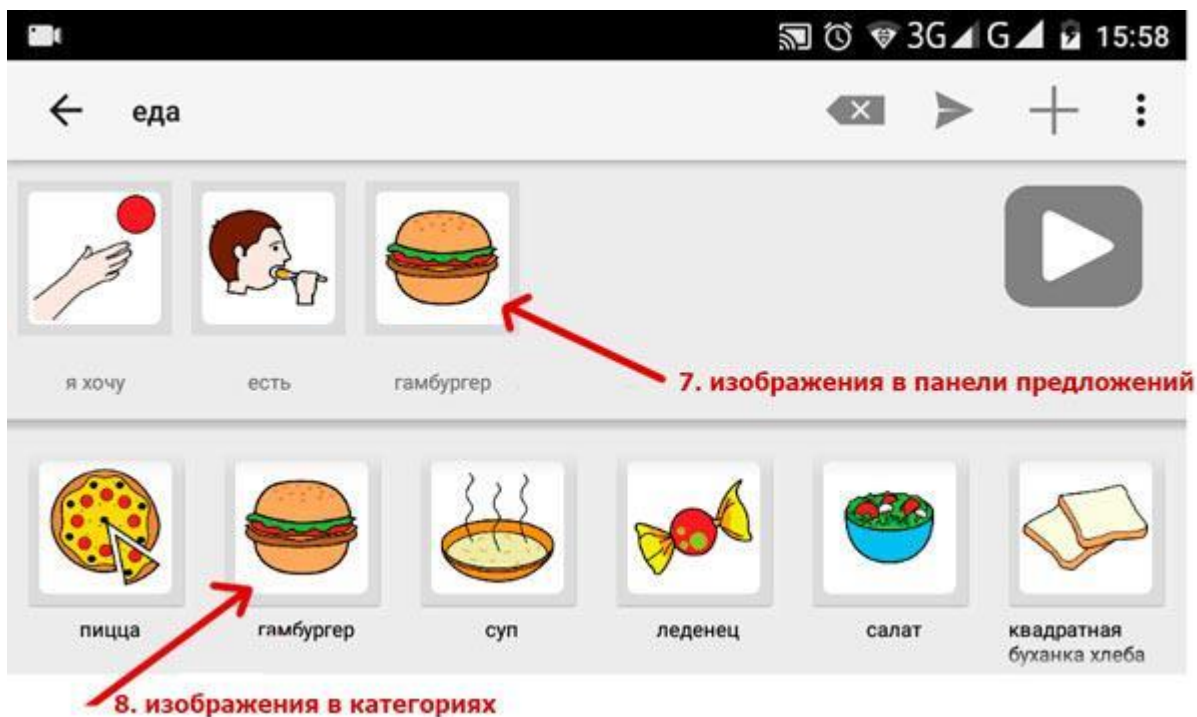 3G G 15:58
еда
я хочу есть гамбургер
7. изображения в панели предложений
пицца гамбургер суп леденец салат квадратная
буханка хлеба
8. изображения в категориях